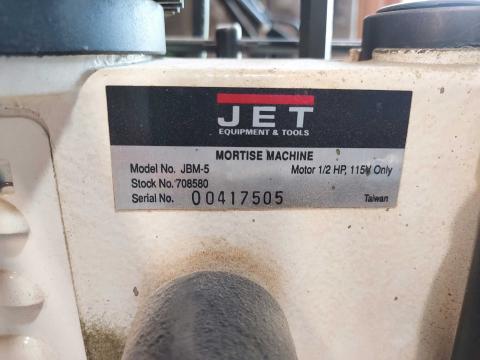 JET
EQUIPMENT & TOOLS
MORTISE MACHINE
Model No. JBM-5 Motor 1/2 HP, 115V Only
Stock No. 708580
Serial No. 00417505 Taiwan